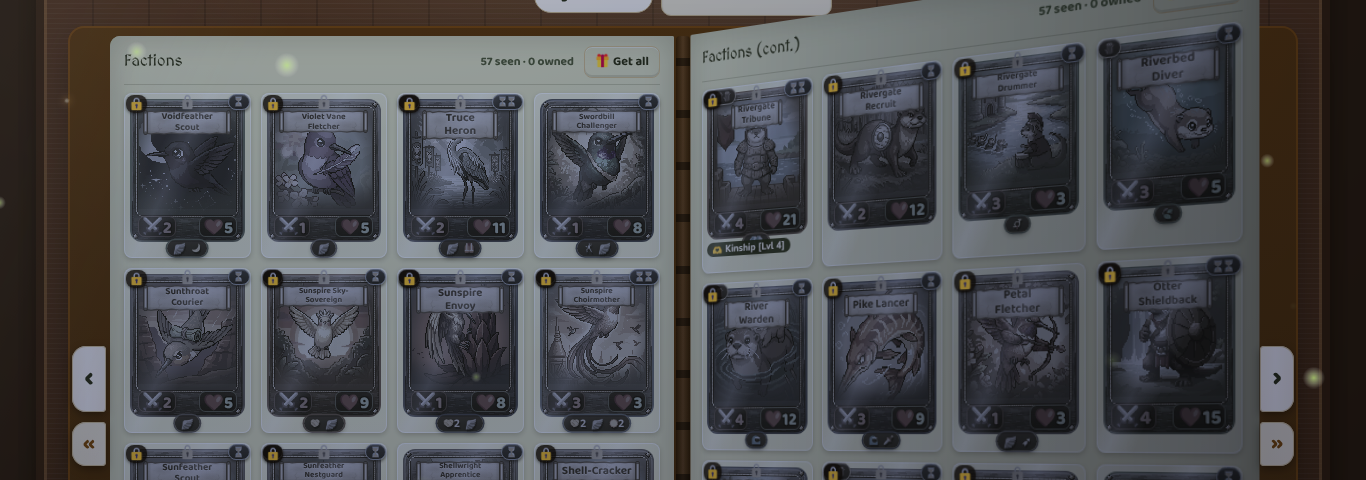 Factions
57 seen · 0 owned
Get all
Voidfeather
Scout
2
5
Violet Vane
Fletcher
1
5
Truce
Heron
2
11
Swordbill
Challenger
1
8
Sunthroat
Courier
2
5
Sunspire Sky-
Sovereign
2
9
Sunspire
Envoy
1
8
2
Sunspire
Choirmother
3
3
2
2
Sunfeather
Scout
Sunfeather
Nestguard
Shellwright
Apprentice
Shell-Cracker
Factions (cont.)
57 seen · 0 owned
Rivergate
Tribune
4
21
Kinship [Lvl 4]
Rivergate
Recruit
2
12
Rivergate
Drummer
3
3
Riverbed
Diver
3
5
River
Warden
4
12
Pike Lancer
3
9
Petal
Fletcher
1
3
Otter
Shieldback
4
15